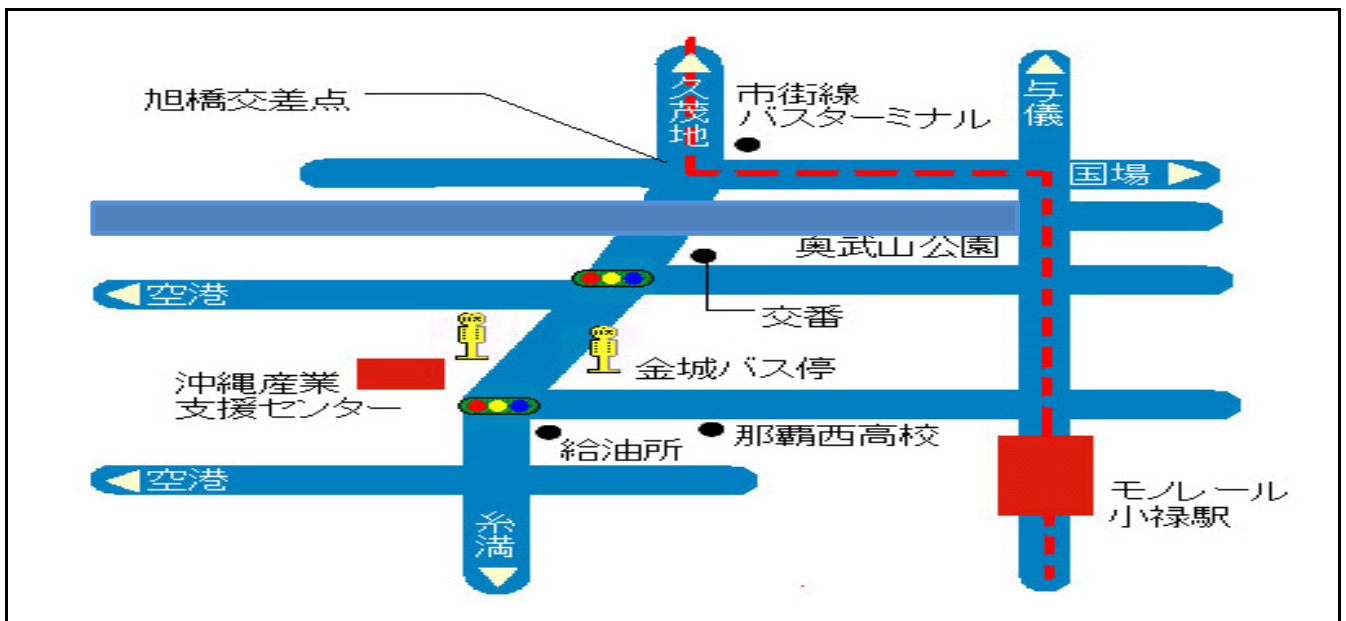 久茂地
与儀
市街線
バスターミナル
旭橋交差点
国場
奥武山公園
空港
交番
金城バス停
沖縄産業
支援センター
那覇西高校
給油所
空港
モノレール
小禄駅
糸満